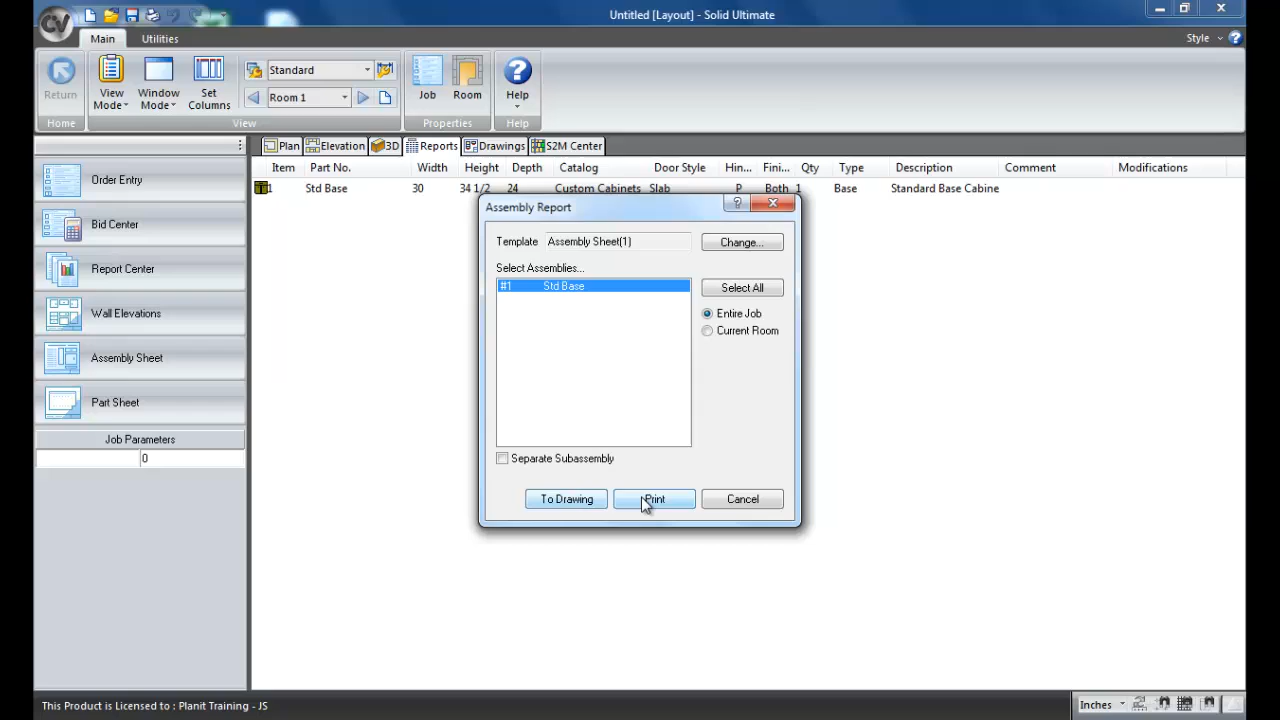 CV
Untitled [Layout] - Solid Ultimate
Main Utilities
Style
Return
View Mode
Window Mode
Set Columns
Standard
Room 1
Job
Room
Help
Home View Properties Help
Plan Elevation 3D Reports Drawings S2M Center
Item Part No. Width Height Depth Catalog Door Style Hin... Fini... Qty Type Description Comment Modifications
1 Std Base 30 34 1/2 24 Custom Cabinets Slab P Both 1 Base Standard Base Cabine
Order Entry
Bid Center
Report Center
Wall Elevations
Assembly Sheet
Part Sheet
Job Parameters
0
Assembly Report
Template Assembly Sheet(1) Change...
Select Assemblies...
#1 Std Base
Select All
Entire Job
Current Room
Separate Subassembly
To Drawing Print Cancel
This Product is Licensed to : Planit Training - JS
Inches